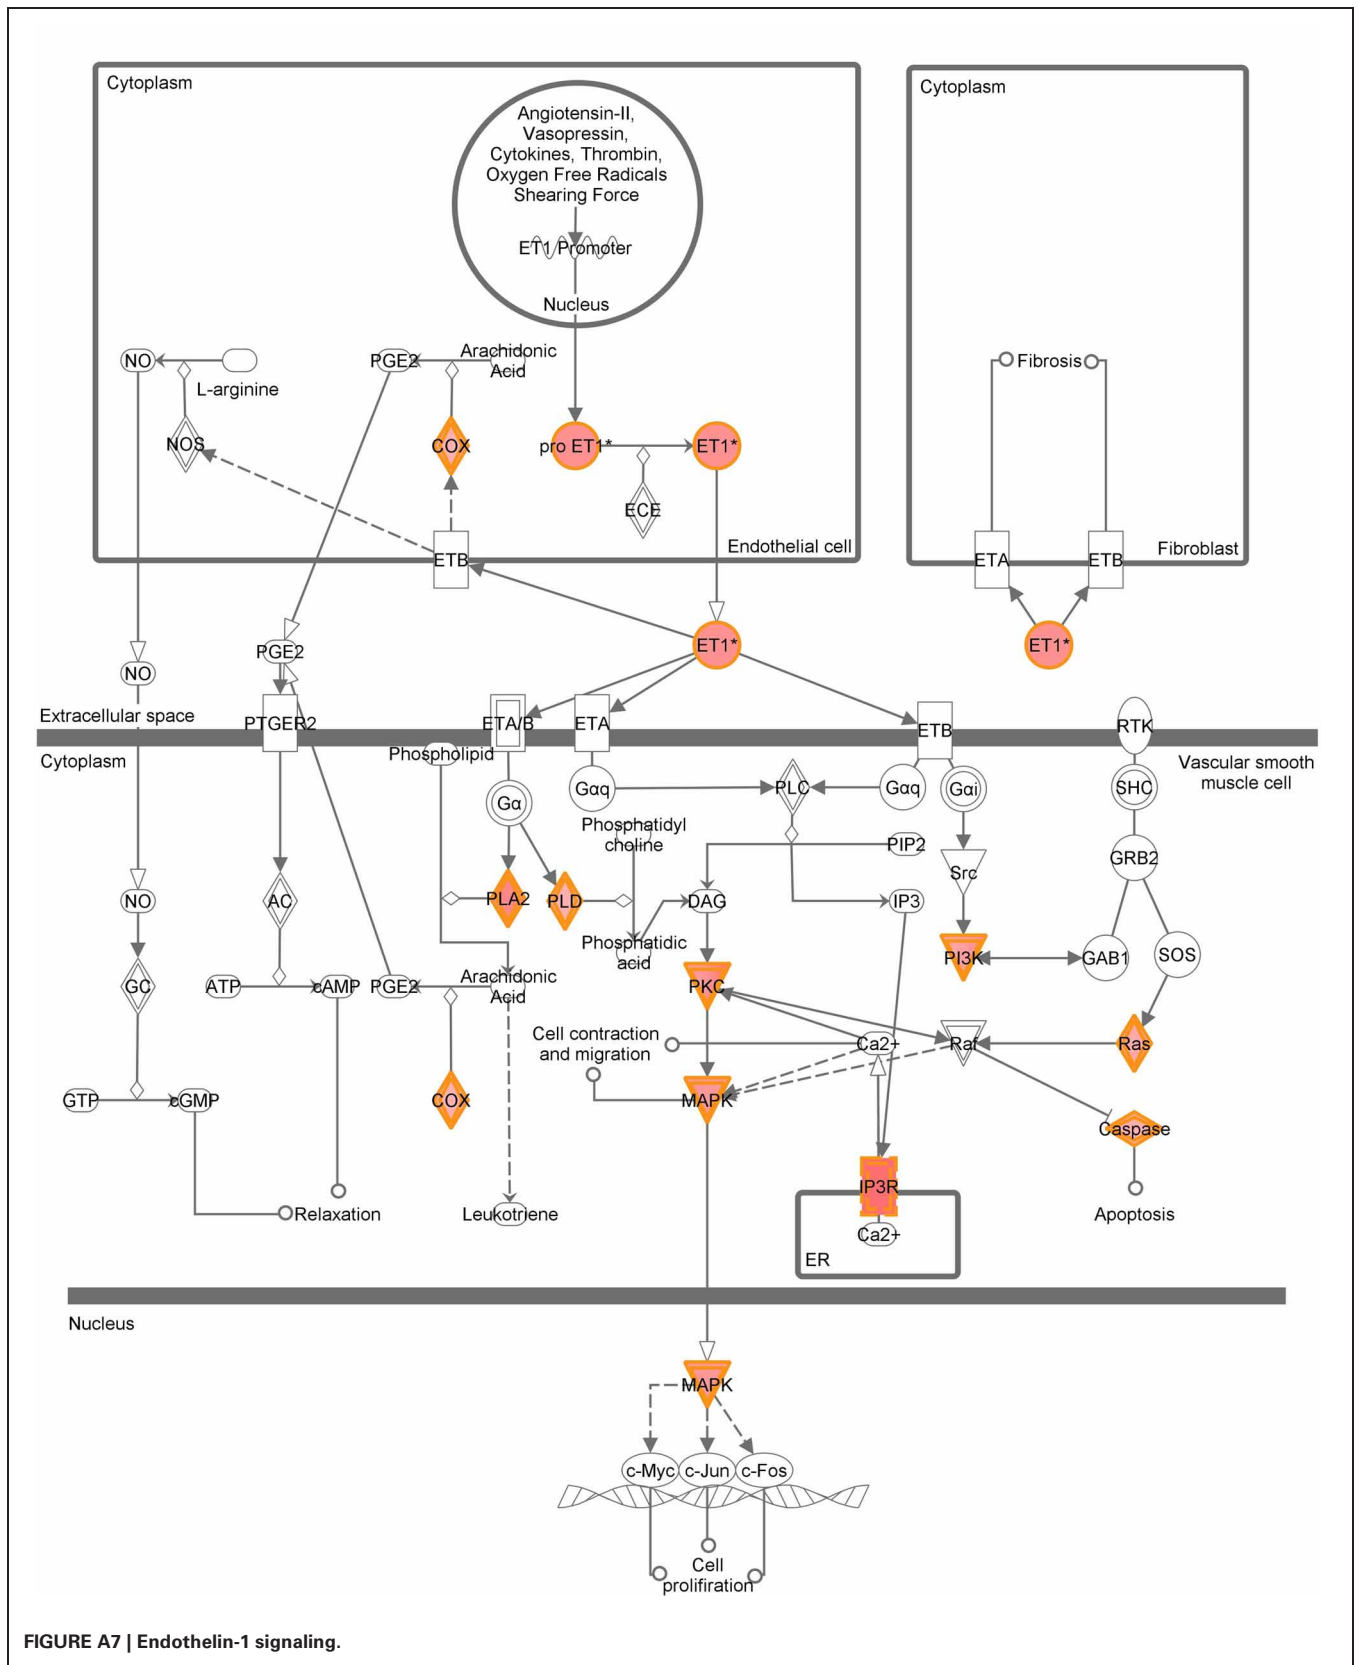 Cytoplasm
Angiotensin-II,
Vasopressin,
Cytokines, Thrombin,
Oxygen Free Radicals
Shearing Force
ET1 Promoter
Nucleus
NO
L-arginine
PGE2
Arachidonic
Acid
NOS
COX
pro ET1*
ET1*
ECE
ETB
Endothelial cell
Cytoplasm
Fibrosis
ETA
ETB
Fibroblast
ET1*
ET1*
PGE2
NO
Extracellular space
PTGER2
ETA/B
ETA
ETB
RTK
Cytoplasm
Phospholipid
Vascular smooth
muscle cell
Gα
Gαq
PLC
Gαq
Gαi
SHC
Phosphatidyl
choline
PIP2
GRB2
Src
NO
AC
PLA2
PLD
DAG
IP3
Phosphatidic
acid
PI3K
GAB1
SOS
GC
ATP
cAMP
PGE2
Arachidonic
Acid
PKC
Cell contraction
and migration
Ca2+
Raf
Ras
GTP
cGMP
COX
MAPK
Caspase
IP3R
Relaxation
Leukotriene
Ca2+
ER
Apoptosis
Nucleus
MAPK
c-Myc
c-Jun
c-Fos
Cell
prolifiration
FIGURE A7 | Endothelin-1 signaling.